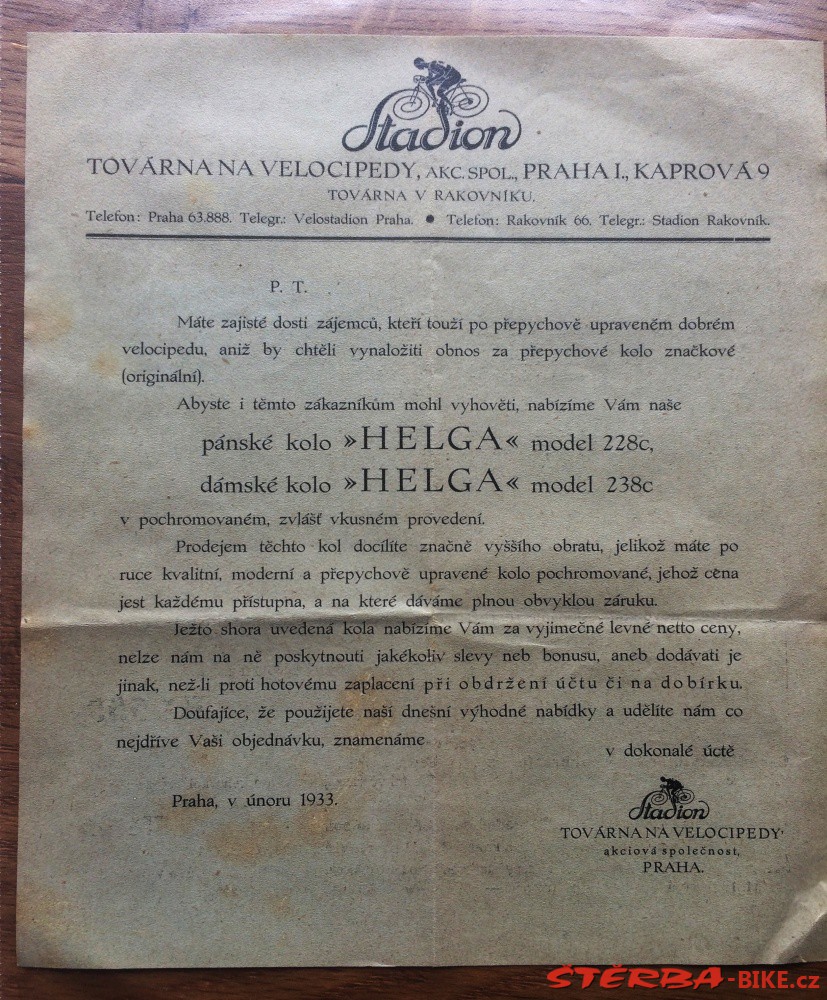 Stadion
TOVÁRNA NA VELOCIPEDY, AKC. SPOL., PRAHA I., KAPROVÁ 9
TOVÁRNA V RAKOVNÍKU.
Telefon: Praha 63.888. Telegr.: Velostadion Praha. ● Telefon: Rakovník 66. Telegr.: Stadion Rakovník.
P. T.
Máte zajisté dosti zájemců, kteří touží po přepychově upraveném dobrém
velocipedu, aniž by chtěli vynaložiti obnos za přepychové kolo značkové
(originální).
Abyste i těmto zákazníkům mohl vyhověti, nabízíme Vám naše
pánské kolo »HELGA« model 228c,
dámské kolo »HELGA« model 238c
v pochromovaném, zvlášť vkusném provedení.
Prodejem těchto kol docílíte značně vyššího obratu, jelikož máte po
ruce kvalitní, moderní a přepychově upravené kolo pochromované, jehož cena
jest každému přístupna, a na které dáváme plnou obvyklou záruku.
Ježto shora uvedená kola nabízíme Vám za vyjímečné levné netto ceny,
nelze nám na ně poskytnouti jakékoliv slevy neb bonusu, aneb dodávati je
jinak, než-li proti hotovému zaplacení při obdržení účtu či na dobírku.
Doufajíce, že použijete naší dnešní výhodné nabídky a udělíte nám co
nejdříve Vaši objednávku, znamenáme
v dokonalé úctě
Praha, v únoru 1933.
Stadion
TOVÁRNA NA VELOCIPEDY
akciová společnost,
PRAHA.
ŠTĚRBA-BIKE.cz